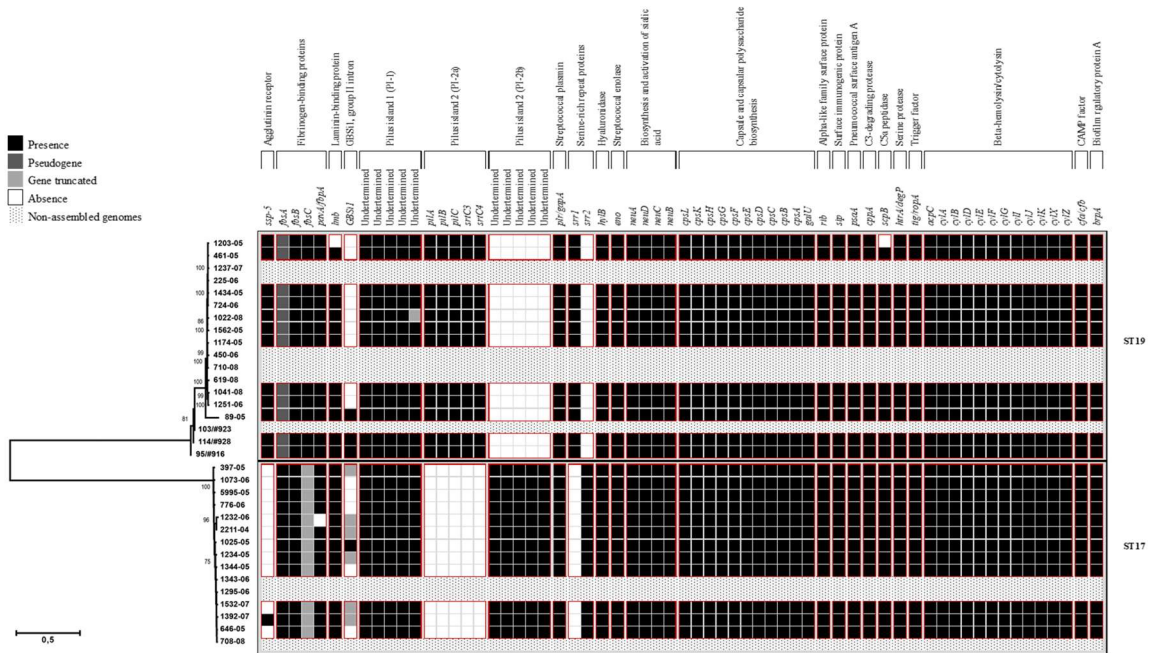 Agglutinin receptor
Fibrinogen-binding proteins
Laminin-binding protein
GBSi1, group II intron
Pilus island 1 (PI-1)
Pilus island 2 (PI-2a)
Pilus island 2 (PI-2b)
Streptococcal plasmin
Serine-rich repeat proteins
Hyaluronidase
Streptococcal enolase
Biosynthesis and activation of sialic
acid
Capsule and capsular polysaccharide
biosynthesis
Alpha-like family surface protein
Surface immunogenic protein
Pneumococcal surface antigen A
C3-degrading protease
C5a peptidase
Serine protease
Trigger factor
Beta-hemolysin/cytolysin
CAMP factor
Biofilm regulatory protein A
Presence
Pseudogene
Gene truncated
Absence
Non-assembled genomes
ssp-5
fbsA
fbsB
fbsC
pavA/fbpA
lmb
GBSi1
Undertermined
Undertermined
Undertermined
Undertermined
Undertermined
pilA
pilB
pilC
srtC3
srtC4
Undertermined
Undertermined
Undertermined
Undertermined
Undertermined
plr/gapA
srr1
srr2
hylB
eno
neuA
neuD
neuC
neuB
cpsL
cpsK
cpsH
cpsG
cpsF
cpsE
cpsD
cpsC
cpsB
cpsA
galU
rib
sip
psaA
cppA
scpB
htrA/degP
tig/ropA
acpC
cylA
cylB
cylD
cylE
cylF
cylG
cylI
cylJ
cylK
cylX
cylZ
cfa/cfb
brpA
1203-05
461-05
100
1237-07
225-06
100
1434-05
724-06
1022-08
86
1562-05
100
1174-05
ST19
99
450-06
100
710-08
619-08
100
1041-08
99
1251-06
100
89-05
81
103/#923
114/#928
95/#916
397-05
1073-06
100
5995-05
776-06
1232-06
96
2211-04
1025-05
ST17
1234-05
75
1344-05
1343-06
1295-06
1532-07
1392-07
646-05
708-08
0,5